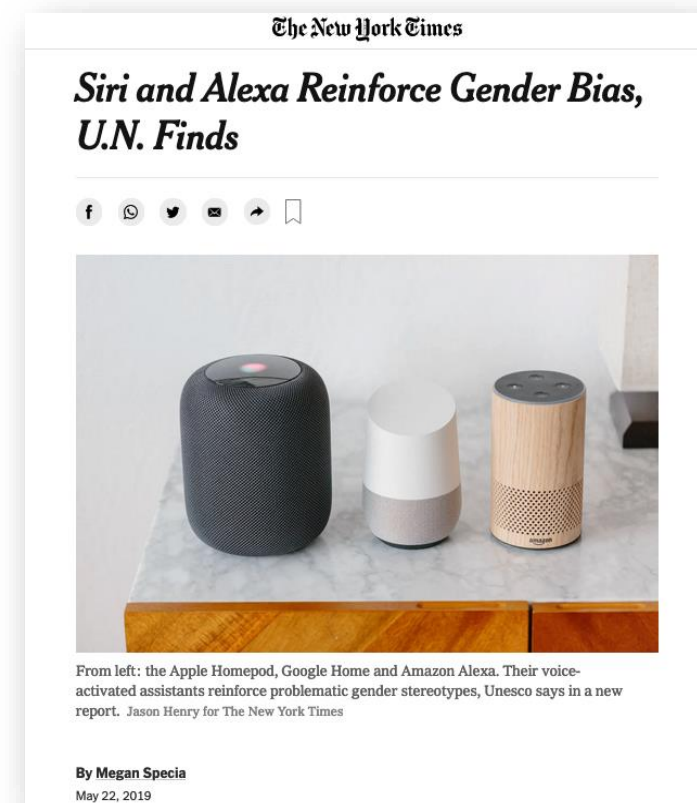 The New York Times
Siri and Alexa Reinforce Gender Bias,
U.N. Finds
amazon
From left: the Apple Homepod, Google Home and Amazon Alexa. Their voice-
activated assistants reinforce problematic gender stereotypes, Unesco says in a new
report. Jason Henry for The New York Times
By Megan Specia
May 22, 2019